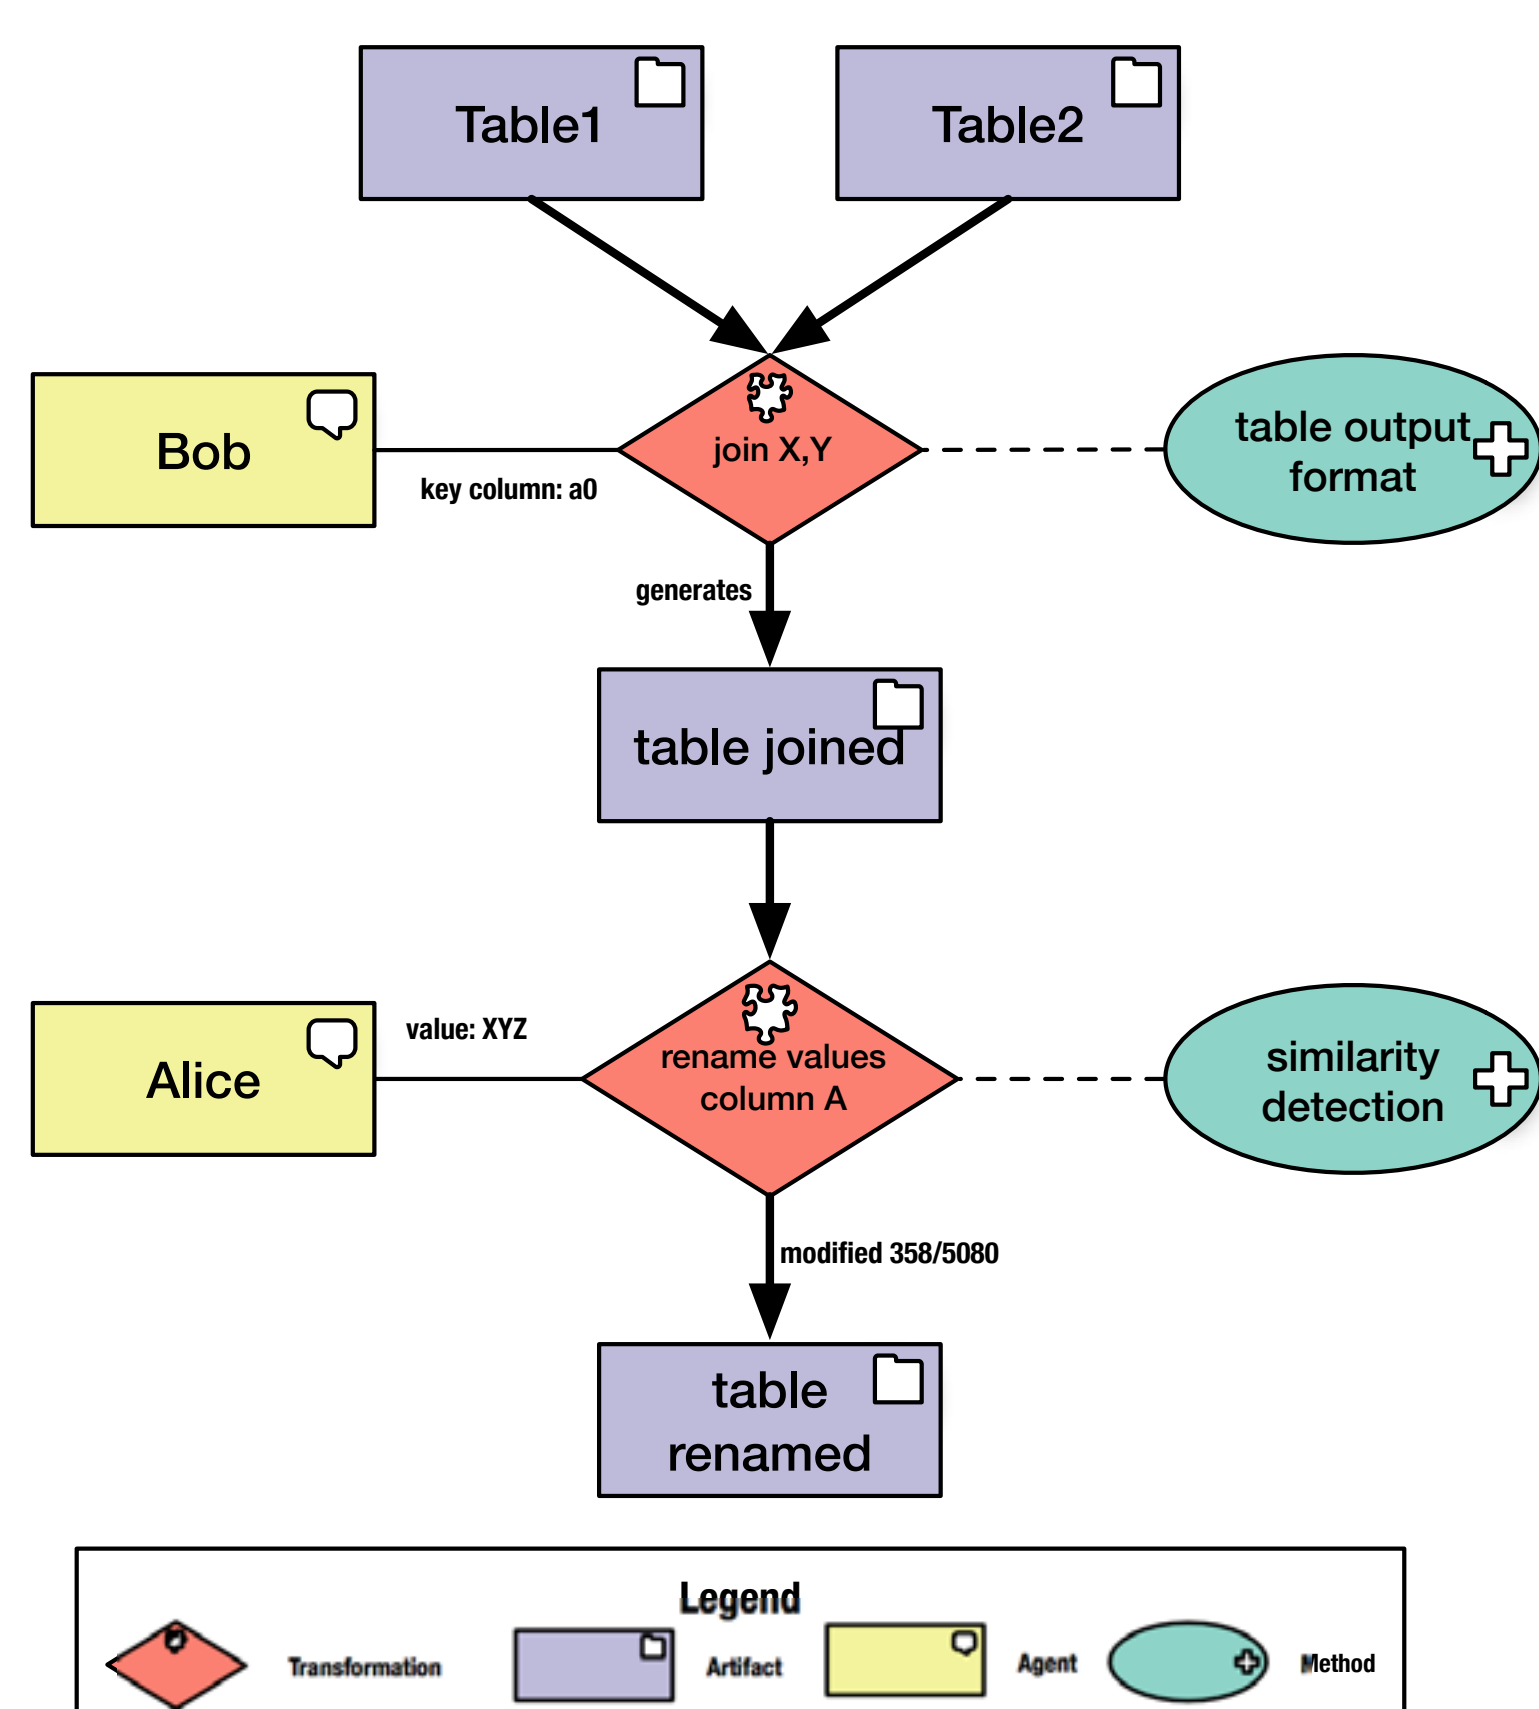 Table1
Table2
Bob
key column: a0
join X,Y
table output
format
generates
table joined
Alice
value: XYZ
rename values
column A
similarity
detection
modified 358/5080
table
renamed
Legend
Transformation
Artifact
Agent
Method